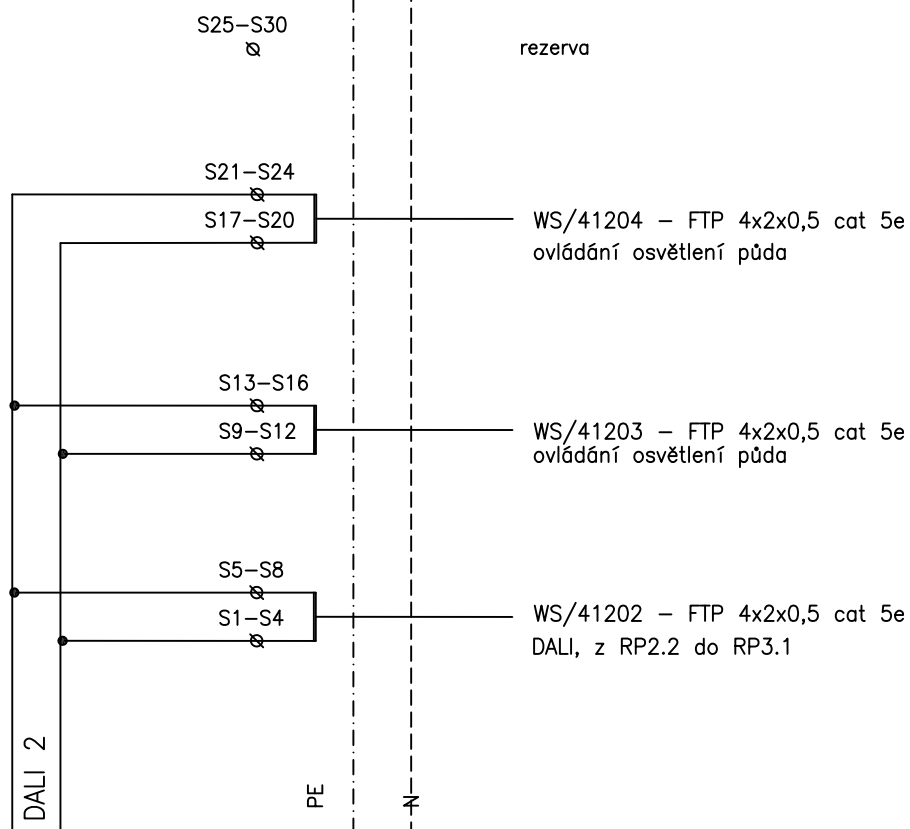 S25-S30
rezerva
S21-S24
S17-S20
WS/41204 - FTP 4x2x0,5 cat 5e
ovládání osvětlení půda
S13-S16
S9-S12
WS/41203 - FTP 4x2x0,5 cat 5e
ovládání osvětlení půda
S5-S8
S1-S4
WS/41202 - FTP 4x2x0,5 cat 5e
DALI, z RP2.2 do RP3.1
DALI 2
PE
N